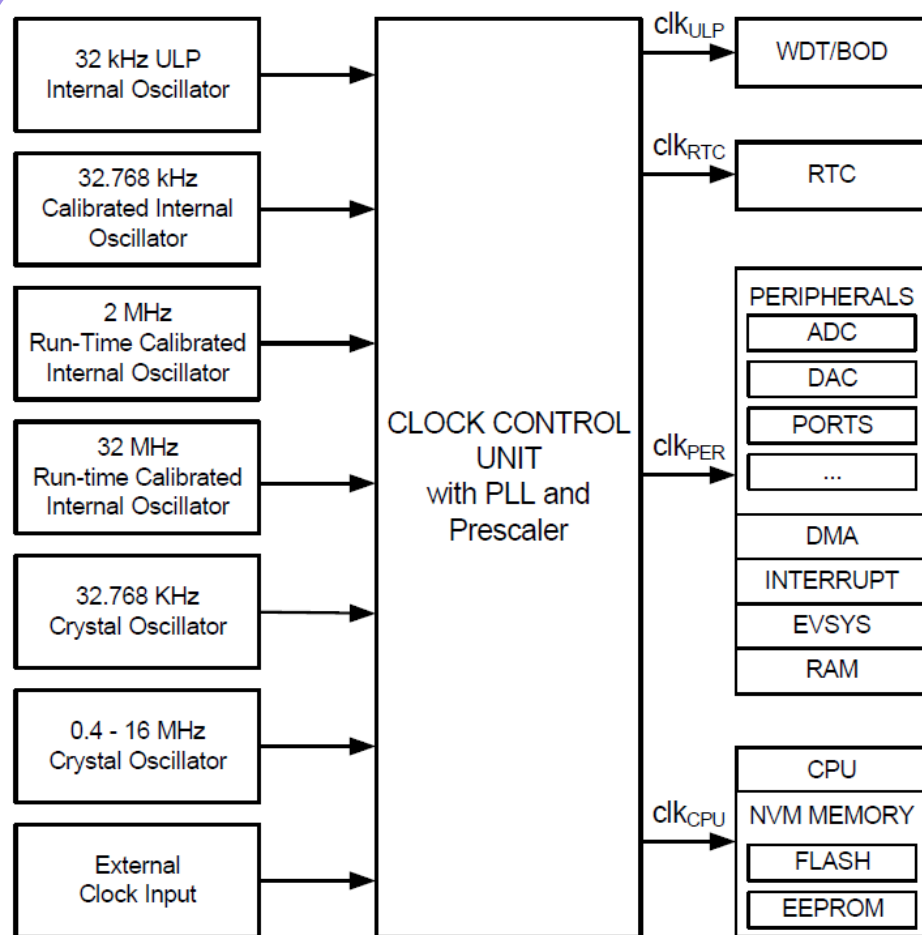 32 kHz ULP
Internal Oscillator
32.768 kHz
Calibrated Internal
Oscillator
2 MHz
Run-Time Calibrated
Internal Oscillator
32 MHz
Run-time Calibrated
Internal Oscillator
32.768 KHz
Crystal Oscillator
0.4 - 16 MHz
Crystal Oscillator
External
Clock Input
CLOCK CONTROL
UNIT
with PLL and
Prescaler
clkULP
WDT/BOD
clkRTC
RTC
clkPER
PERIPHERALS
ADC
DAC
PORTS
...
DMA
INTERRUPT
EVSYS
RAM
clkCPU
CPU
NVM MEMORY
FLASH
EEPROM